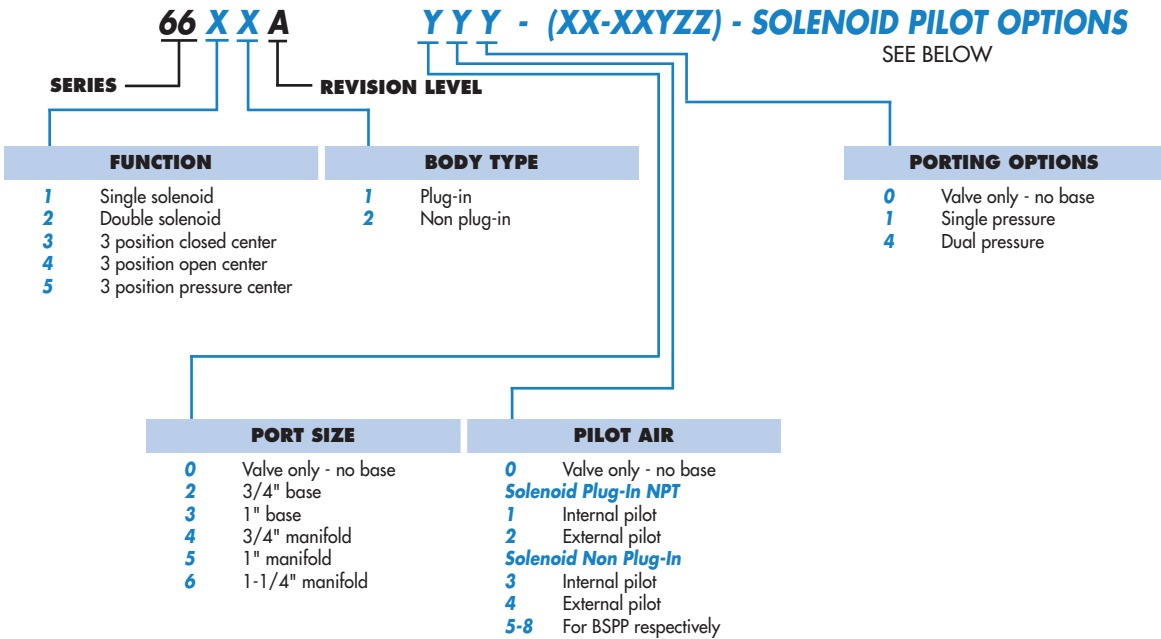 66 X X A Y Y Y - (XX-XXYZZ) - SOLENOID PILOT OPTIONS
SEE BELOW
SERIES
REVISION LEVEL
FUNCTION
1 Single solenoid
2 Double solenoid
3 3 position closed center
4 3 position open center
5 3 position pressure center
BODY TYPE
1 Plug-in
2 Non plug-in
PORTING OPTIONS
0 Valve only - no base
1 Single pressure
4 Dual pressure
PORT SIZE
0 Valve only - no base
2 3/4" base
3 1" base
4 3/4" manifold
5 1" manifold
6 1-1/4" manifold
PILOT AIR
0 Valve only - no base
Solenoid Plug-In NPT
1 Internal pilot
2 External pilot
Solenoid Non Plug-In
3 Internal pilot
4 External pilot
5-8 For BSPP respectively